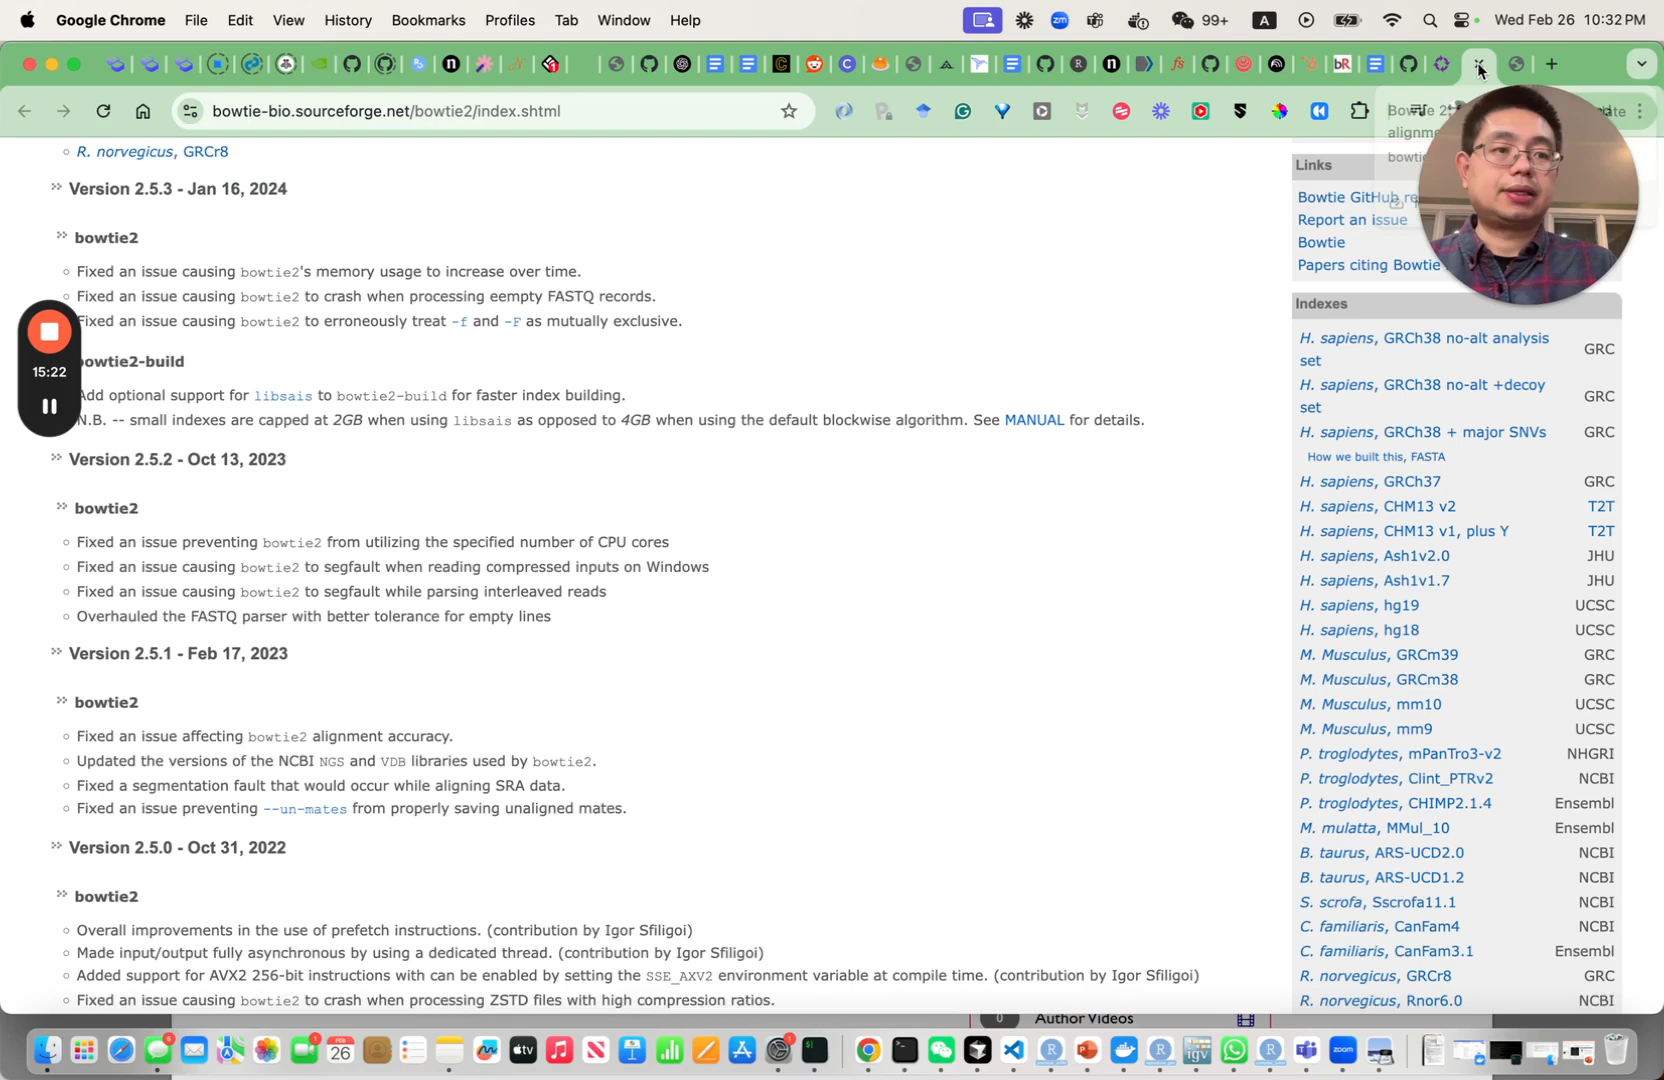 Google Chrome File Edit View History Bookmarks Profiles Tab Window Help
zm 99+ A Wed Feb 26 10:32 PM
bowtie-bio.sourceforge.net/bowtie2/index.shtml
R. norvegicus, GRCr8
Version 2.5.3 - Jan 16, 2024
bowtie2
Fixed an issue causing bowtie2's memory usage to increase over time.
Fixed an issue causing bowtie2 to crash when processing eempty FASTQ records.
Fixed an issue causing bowtie2 to erroneously treat -f and -F as mutually exclusive.
15:22
bowtie2-build
Add optional support for libsais to bowtie2-build for faster index building.
N.B. -- small indexes are capped at 2GB when using libsais as opposed to 4GB when using the default blockwise algorithm. See MANUAL for details.
Version 2.5.2 - Oct 13, 2023
bowtie2
Fixed an issue preventing bowtie2 from utilizing the specified number of CPU cores
Fixed an issue causing bowtie2 to segfault when reading compressed inputs on Windows
Fixed an issue causing bowtie2 to segfault while parsing interleaved reads
Overhauled the FASTQ parser with better tolerance for empty lines
Version 2.5.1 - Feb 17, 2023
bowtie2
Fixed an issue affecting bowtie2 alignment accuracy.
Updated the versions of the NCBI NGS and VDB libraries used by bowtie2.
Fixed a segmentation fault that would occur while aligning SRA data.
Fixed an issue preventing --un-mates from properly saving unaligned mates.
Version 2.5.0 - Oct 31, 2022
bowtie2
Overall improvements in the use of prefetch instructions. (contribution by Igor Sfiligoi)
Made input/output fully asynchronous by using a dedicated thread. (contribution by Igor Sfiligoi)
Added support for AVX2 256-bit instructions with can be enabled by setting the SSE_AXV2 environment variable at compile time. (contribution by Igor Sfiligoi)
Fixed an issue causing bowtie2 to crash when processing ZSTD files with high compression ratios.
Bowtie 2
alignm
bowtie
Links
Bowtie GitHub re
Report an issue
Bowtie
Papers citing Bowtie
Indexes
H. sapiens, GRCh38 no-alt analysis set GRC
H. sapiens, GRCh38 no-alt +decoy set GRC
H. sapiens, GRCh38 + major SNVs GRC
How we built this, FASTA
H. sapiens, GRCh37 GRC
H. sapiens, CHM13 v2 T2T
H. sapiens, CHM13 v1, plus Y T2T
H. sapiens, Ash1v2.0 JHU
H. sapiens, Ash1v1.7 JHU
H. sapiens, hg19 UCSC
H. sapiens, hg18 UCSC
M. Musculus, GRCm39 GRC
M. Musculus, GRCm38 GRC
M. Musculus, mm10 UCSC
M. Musculus, mm9 UCSC
P. troglodytes, mPanTro3-v2 NHGRI
P. troglodytes, Clint_PTRv2 NCBI
P. troglodytes, CHIMP2.1.4 Ensembl
M. mulatta, MMul_10 Ensembl
B. taurus, ARS-UCD2.0 NCBI
B. taurus, ARS-UCD1.2 NCBI
S. scrofa, Sscrofa11.1 NCBI
C. familiaris, CanFam4 NCBI
C. familiaris, CanFam3.1 Ensembl
R. norvegicus, GRCr8 GRC
R. norvegicus, Rnor6.0 NCBI
0 Author Videos